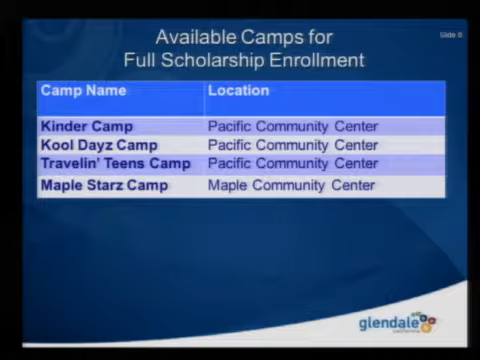 Slide 8
Available Camps for
Full Scholarship Enrollment
Camp Name Location
Kinder Camp Pacific Community Center
Kool Dayz Camp Pacific Community Center
Travelin' Teens Camp Pacific Community Center
Maple Starz Camp Maple Community Center
glendale